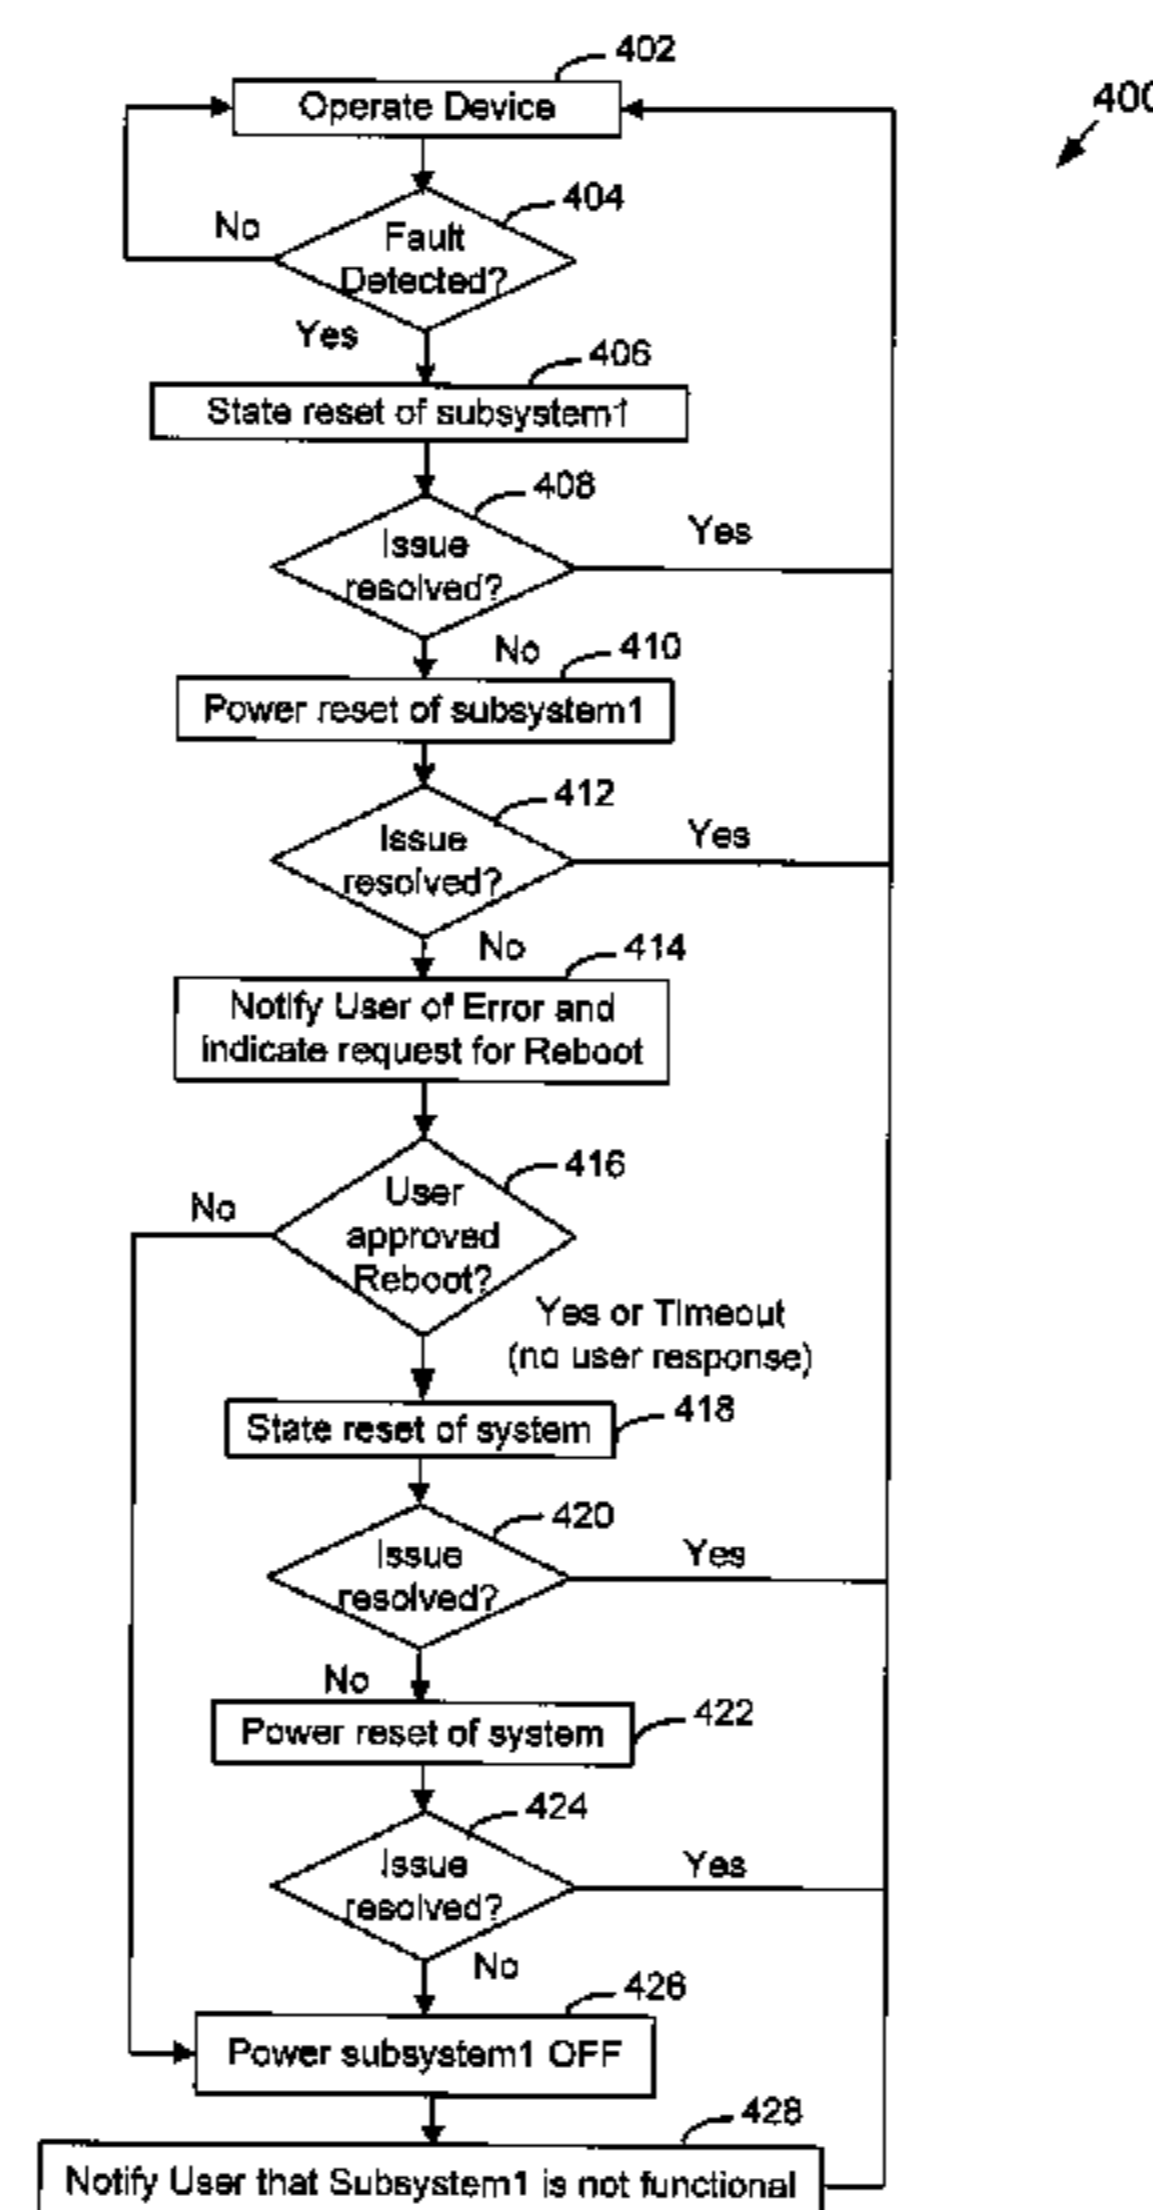 402
Operate Device
400
404
No
Fault
Detected?
Yes
406
State reset of subsystem1
408
Issue
resolved?
Yes
No
410
Power reset of subsystem1
412
Issue
resolved?
Yes
No
414
Notify User of Error and
indicate request for Reboot
416
No
User
approved
Reboot?
Yes or Timeout
(no user response)
418
State reset of system
420
Issue
resolved?
Yes
No
422
Power reset of system
424
Issue
resolved?
Yes
No
426
Power subsystem1 OFF
428
Notify User that Subsystem1 is not functional